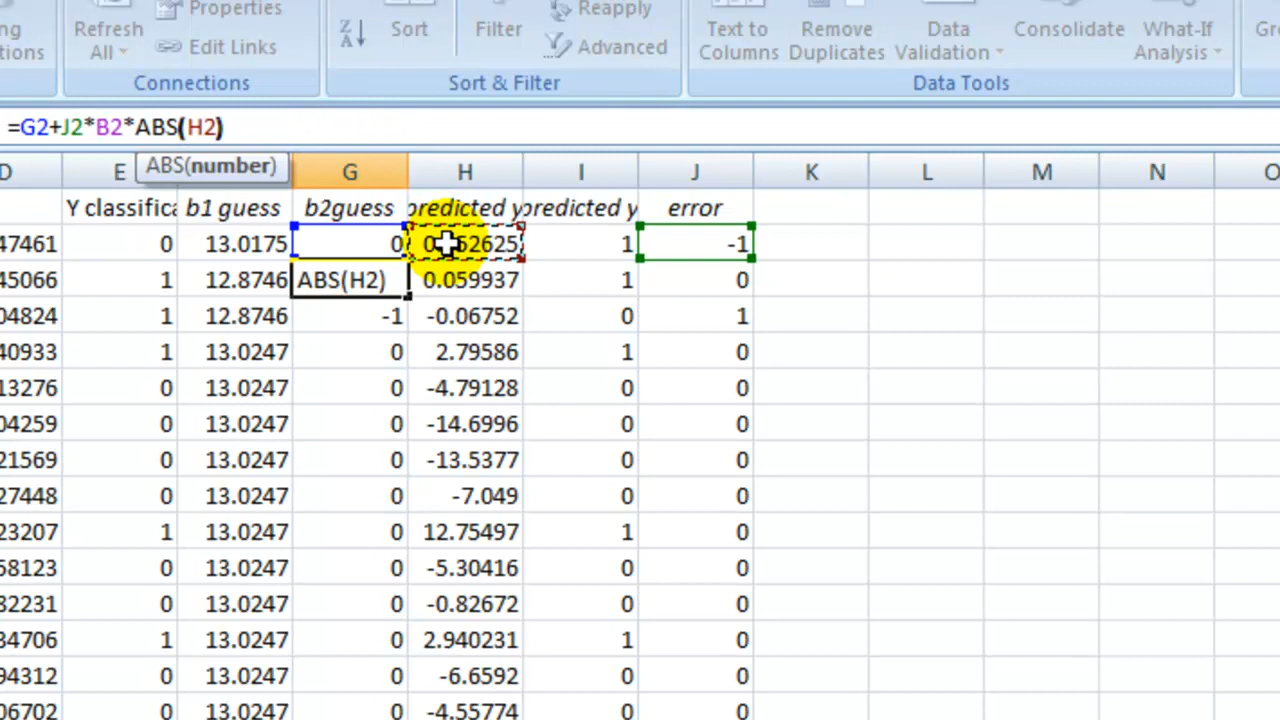 ng Refresh Properties Sort Filter Reapply Text to Remove Data Consolidate What-If Gro
tions All Edit Links Advanced Columns Duplicates Validation Analysis
Connections Sort & Filter Data Tools
=G2+J2*B2*ABS(H2)
ABS(number)
D E G H I J K L M N O
Y classifica b1 guess b2guess predicted y predicted y error
47461 0 13.0175 0 52625 1 -1
45066 1 12.8746 ABS(H2) 0.059937 1 0
04824 1 12.8746 -1 -0.06752 0 1
40933 1 13.0247 0 2.79586 1 0
13276 0 13.0247 0 -4.79128 0 0
04259 0 13.0247 0 -14.6996 0 0
21569 0 13.0247 0 -13.5377 0 0
27448 0 13.0247 0 -7.049 0 0
23207 1 13.0247 0 12.75497 1 0
58123 0 13.0247 0 -5.30416 0 0
32231 0 13.0247 0 -0.82672 0 0
34706 1 13.0247 0 2.940231 1 0
94312 0 13.0247 0 -6.6592 0 0
06702 0 13.0247 0 -4.55774 0 0